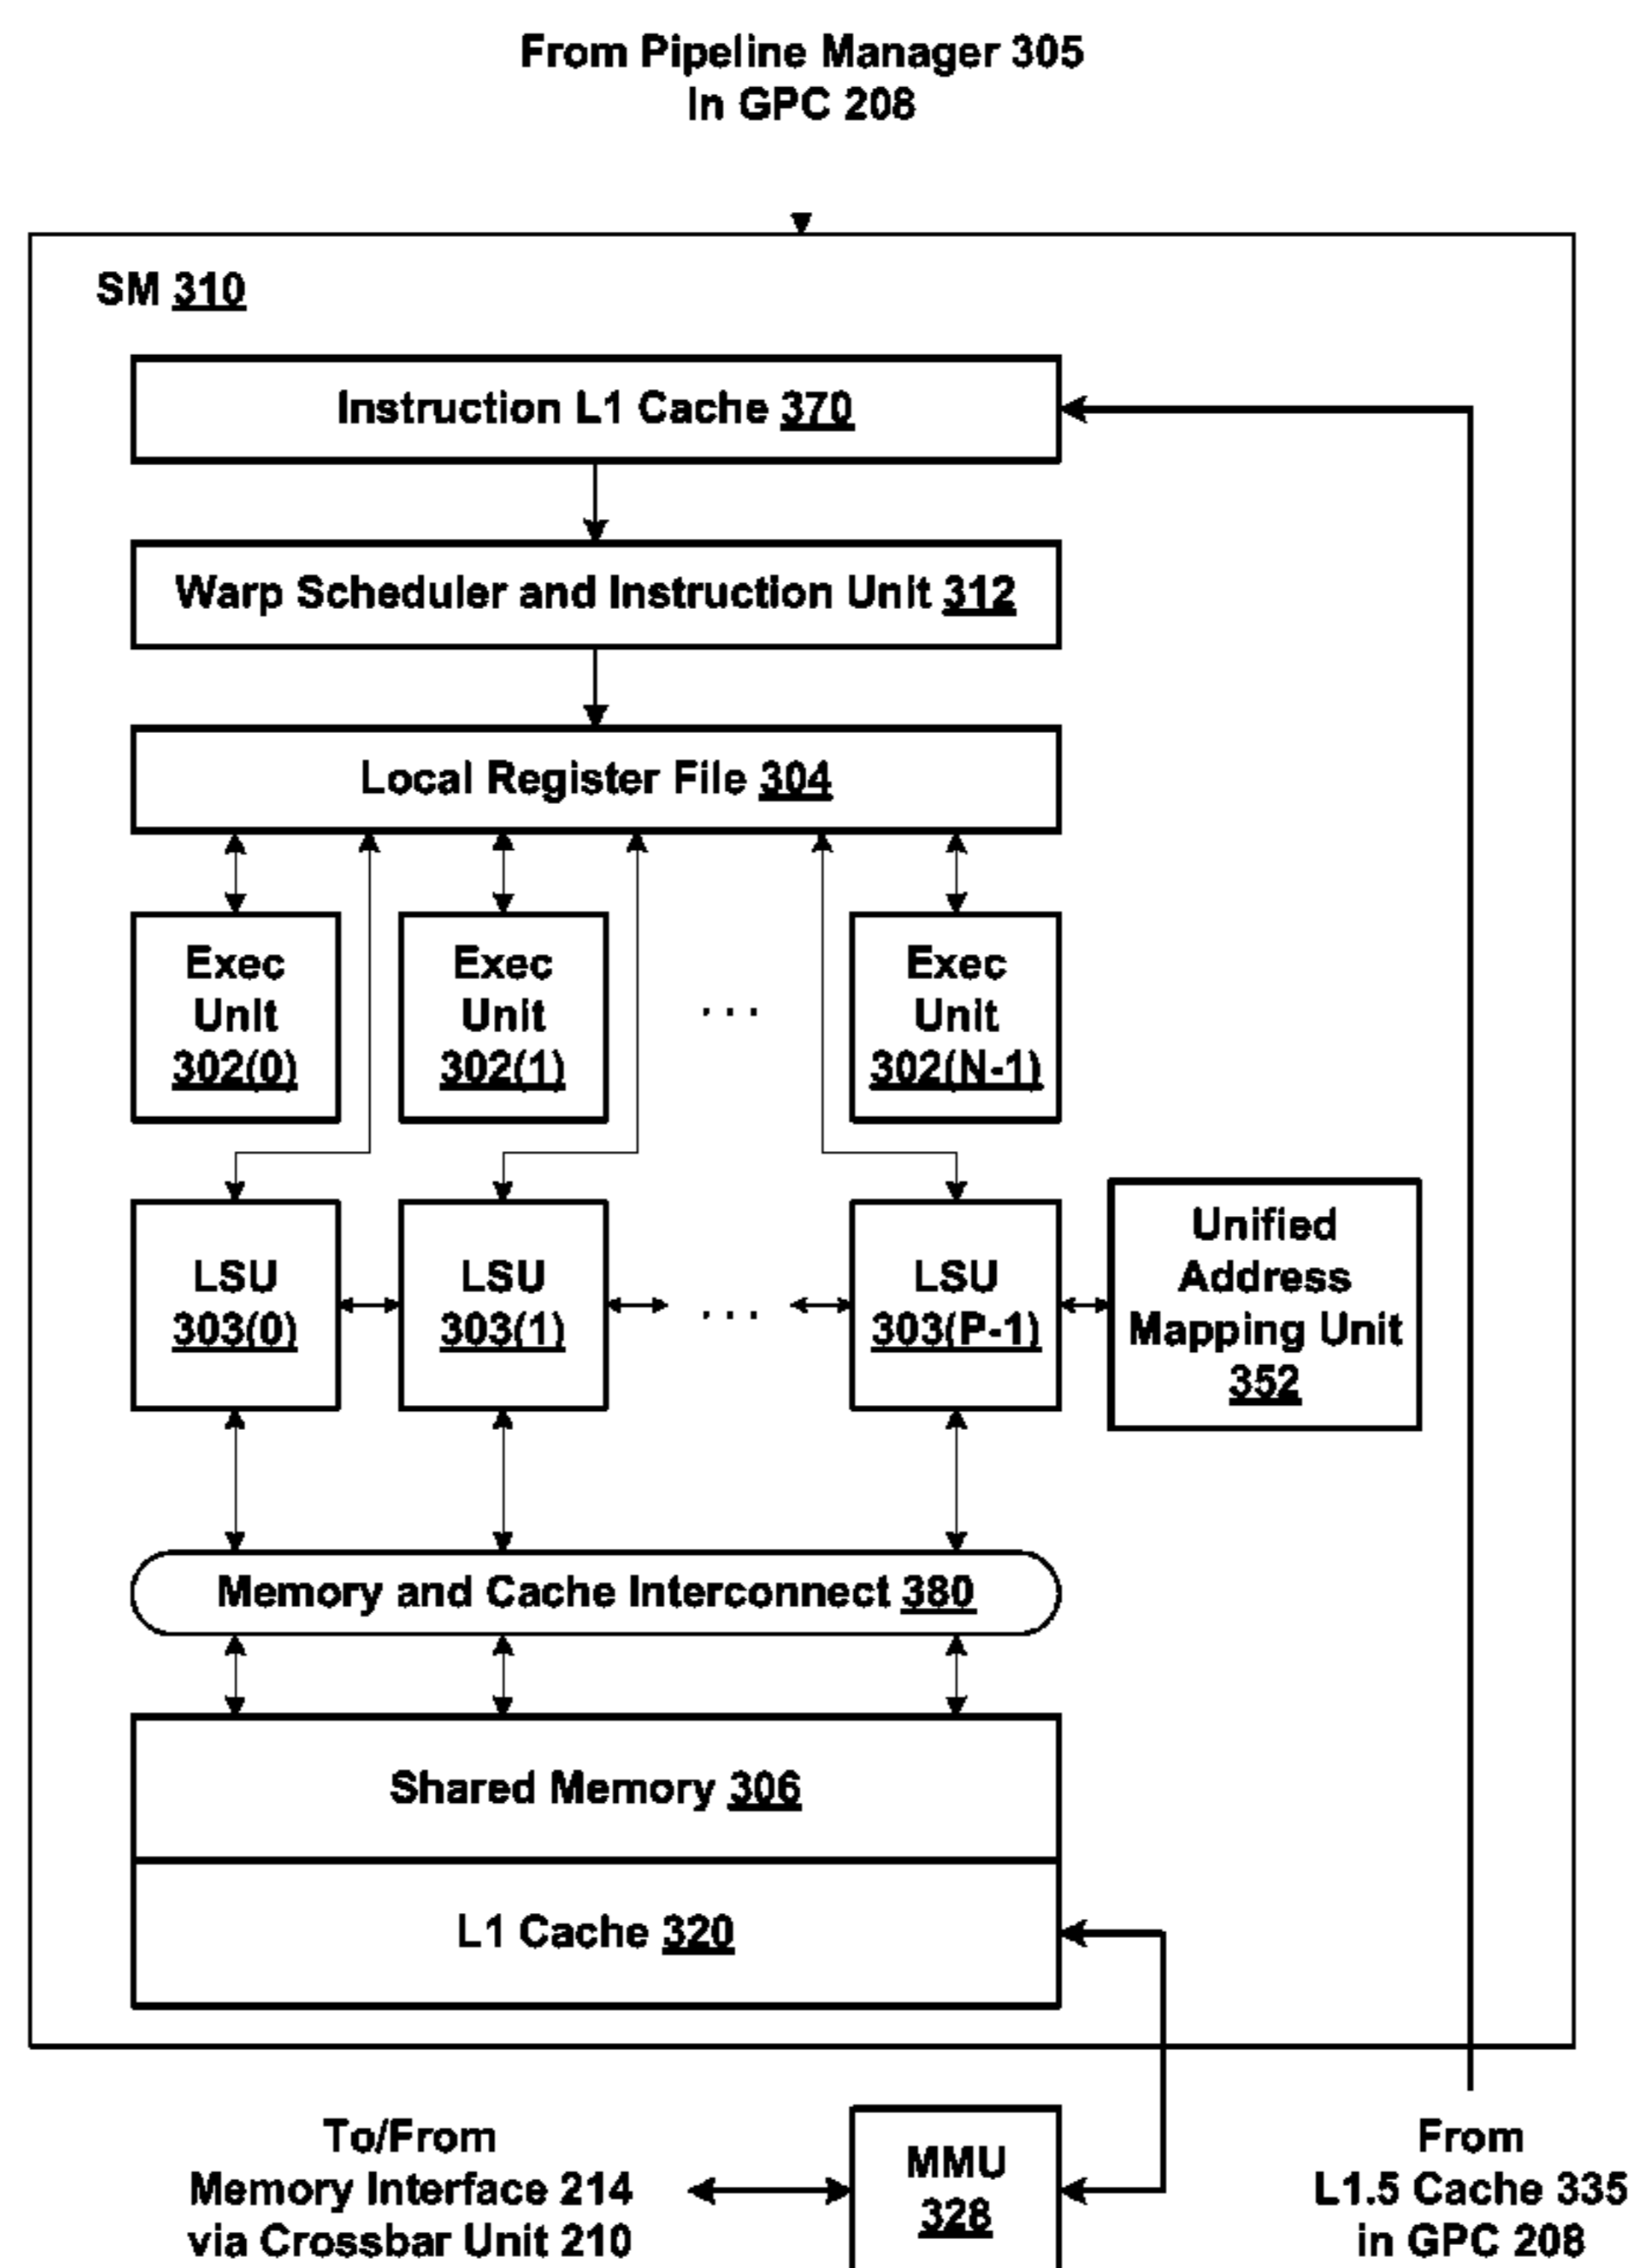 From Pipeline Manager 305
in GPC 208
SM 310
Instruction L1 Cache 370
Warp Scheduler and Instruction Unit 312
Local Register File 304
Exec
Unit
302(0)
Exec
Unit
302(1)
. . .
Exec
Unit
302(N-1)
LSU
303(0)
LSU
303(1)
. . .
LSU
303(P-1)
Unified
Address
Mapping Unit
352
Memory and Cache Interconnect 380
Shared Memory 306
L1 Cache 320
To/From
Memory Interface 214
via Crossbar Unit 210
MMU
328
From
L1.5 Cache 335
in GPC 208